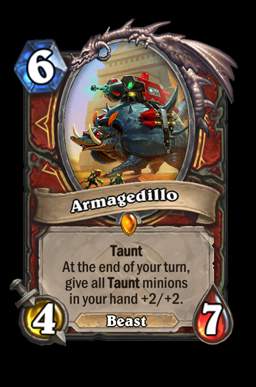 6
Armagedillo
Taunt
At the end of your turn,
give all Taunt minions
in your hand +2/+2.
4
Beast
7